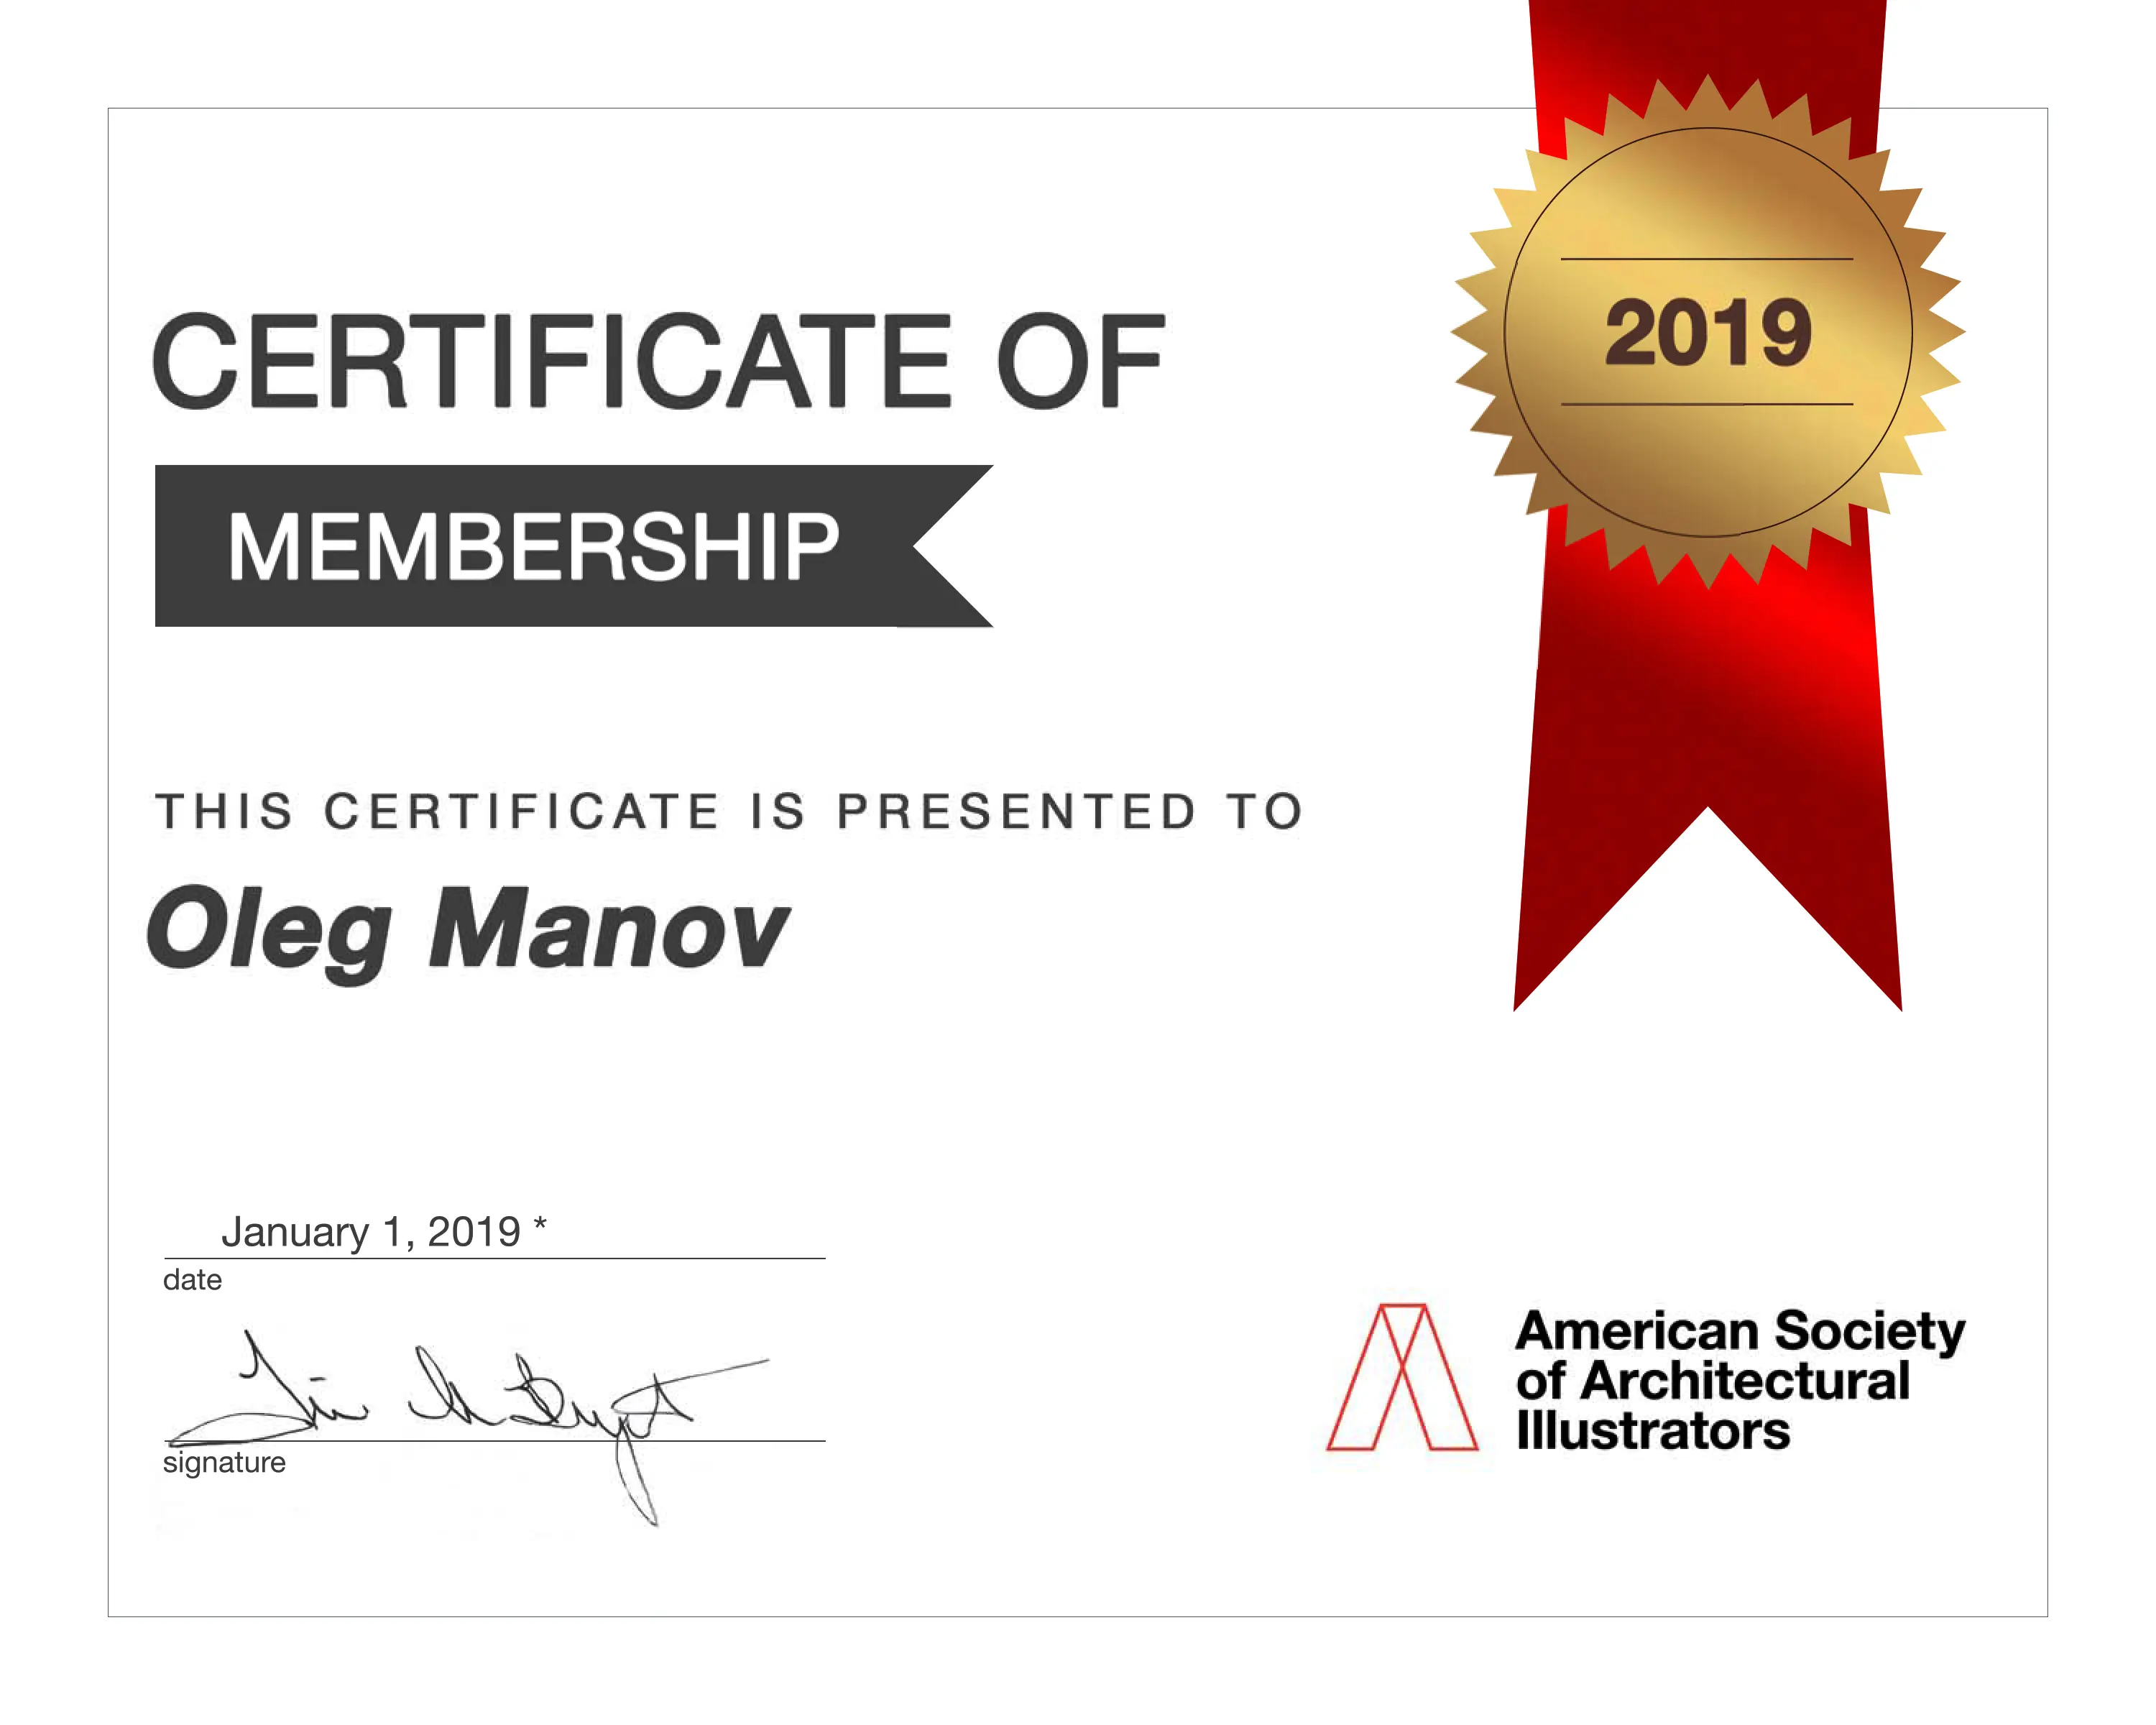 CERTIFICATE OF
MEMBERSHIP
2019
THIS CERTIFICATE IS PRESENTED TO
Oleg Manov
January 1, 2019 *
date
signature
American Society
of Architectural
Illustrators